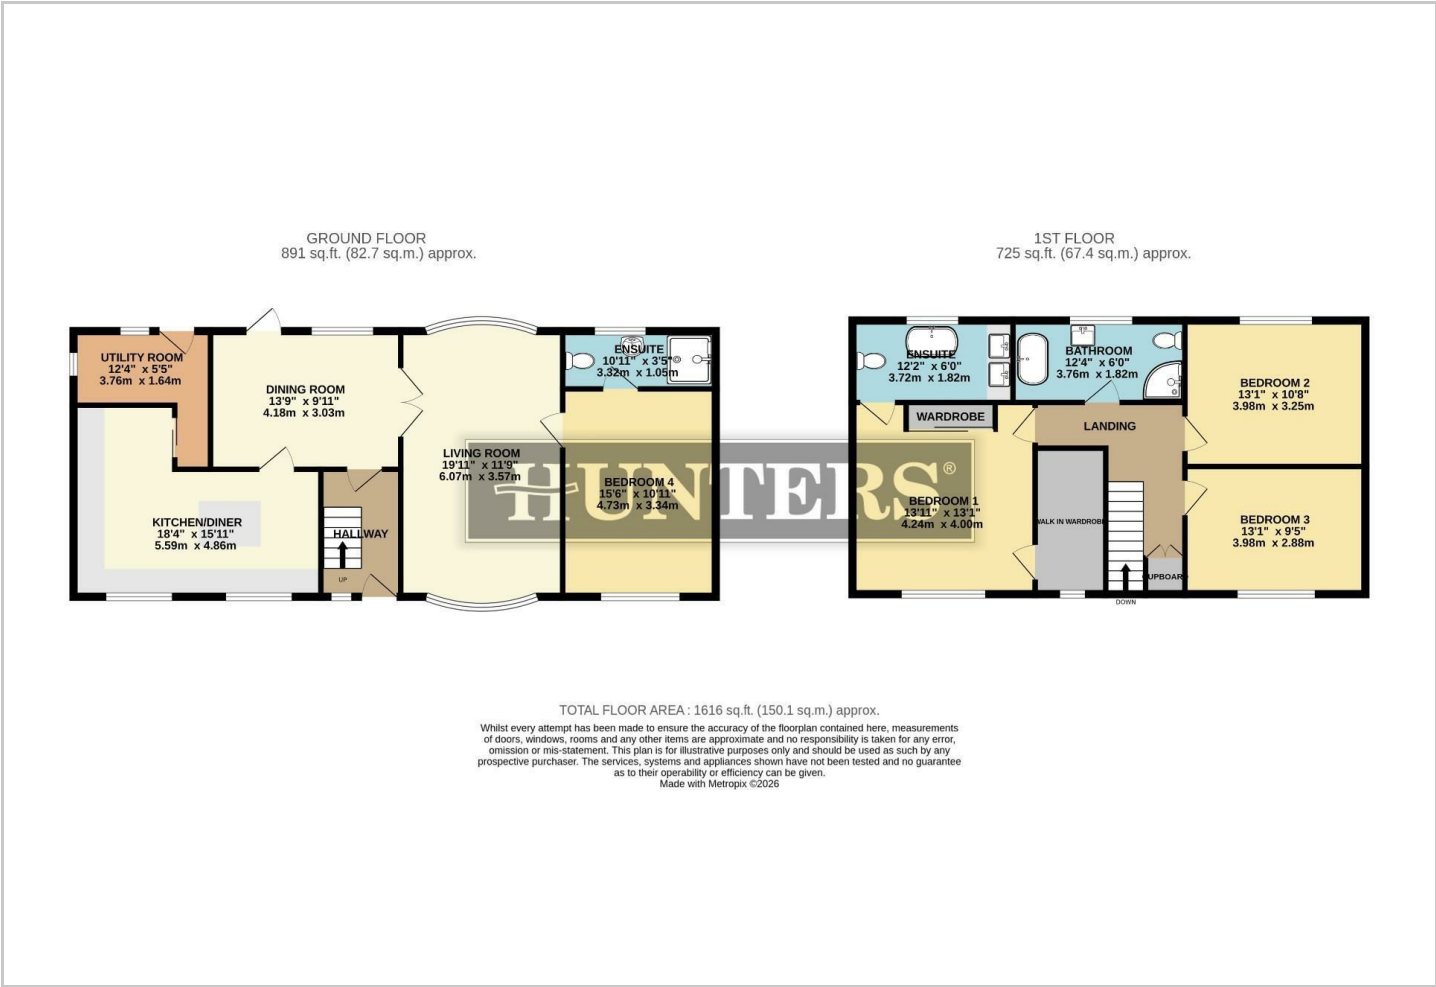 GROUND FLOOR
891 sq.ft. (82.7 sq.m.) approx.
1ST FLOOR
725 sq.ft. (67.4 sq.m.) approx.
UTILITY ROOM
12'4" x 5'5"
3.76m x 1.64m
DINING ROOM
13'9" x 9'11"
4.18m x 3.03m
ENSUITE
10'11" x 3'5"
3.32m x 1.05m
LIVING ROOM
19'11" x 11'9"
6.07m x 3.57m
BEDROOM 4
15'6" x 10'11"
4.73m x 3.34m
KITCHEN/DINER
18'4" x 15'11"
5.59m x 4.86m
HALLWAY
UP
HUNTERS®
ENSUITE
12'2" x 6'0"
3.72m x 1.82m
BATHROOM
12'4" x 6'0"
3.76m x 1.82m
BEDROOM 2
13'1" x 10'8"
3.98m x 3.25m
WARDROBE
LANDING
BEDROOM 1
13'11" x 13'1"
4.24m x 4.00m
WALK IN WARDROBE
BEDROOM 3
13'1" x 9'5"
3.98m x 2.88m
CUPBOARD
DOWN
TOTAL FLOOR AREA : 1616 sq.ft. (150.1 sq.m.) approx.
Whilst every attempt has been made to ensure the accuracy of the floorplan contained here, measurements
of doors, windows, rooms and any other items are approximate and no responsibility is taken for any error,
omission or mis-statement. This plan is for illustrative purposes only and should be used as such by any
prospective purchaser. The services, systems and appliances shown have not been tested and no guarantee
as to their operability or efficiency can be given.
Made with Metropix ©2026